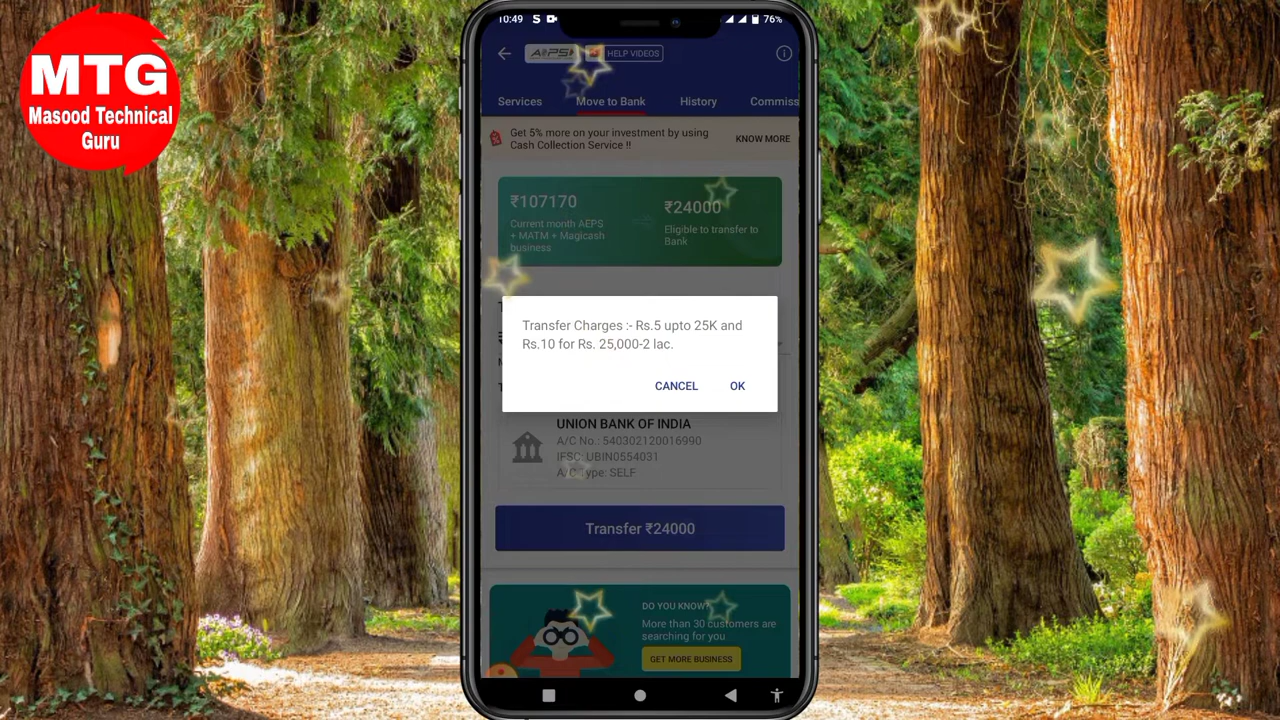 MTG
Masood Technical
Guru
10:49
76%
HELP VIDEOS
Services Move to Bank History Commiss
Get 5% more on your investment by using
Cash Collection Service !!
KNOW MORE
₹107170
Current month AEPS
+ MATM + Magicash
business
₹24000
Eligible to transfer to
Bank
Transfer Charges :- Rs.5 upto 25K and
Rs.10 for Rs. 25,000-2 lac.
CANCEL OK
UNION BANK OF INDIA
A/C No.: 540302120016990
IFSC: UBIN0554031
A/C Type: SELF
Transfer ₹24000
DO YOU KNOW?
More than 30 customers are
searching for you
GET MORE BUSINESS